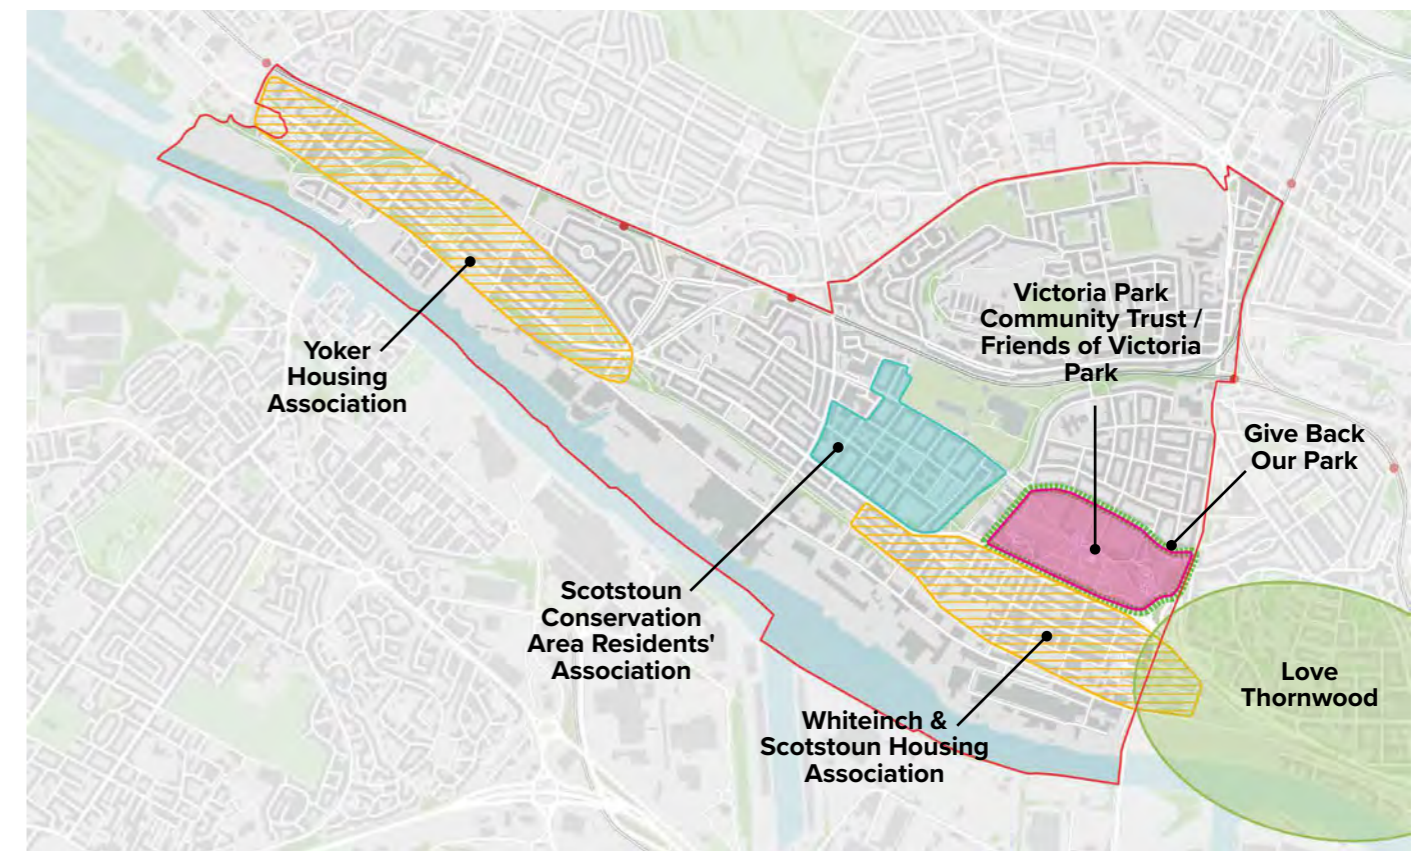 Yoker
Housing
Association
Victoria Park
Community Trust /
Friends of Victoria
Park
Give Back
Our Park
Scotstoun
Conservation
Area Residents'
Association
Love
Thornwood
Whiteinch &
Scotstoun Housing
Association